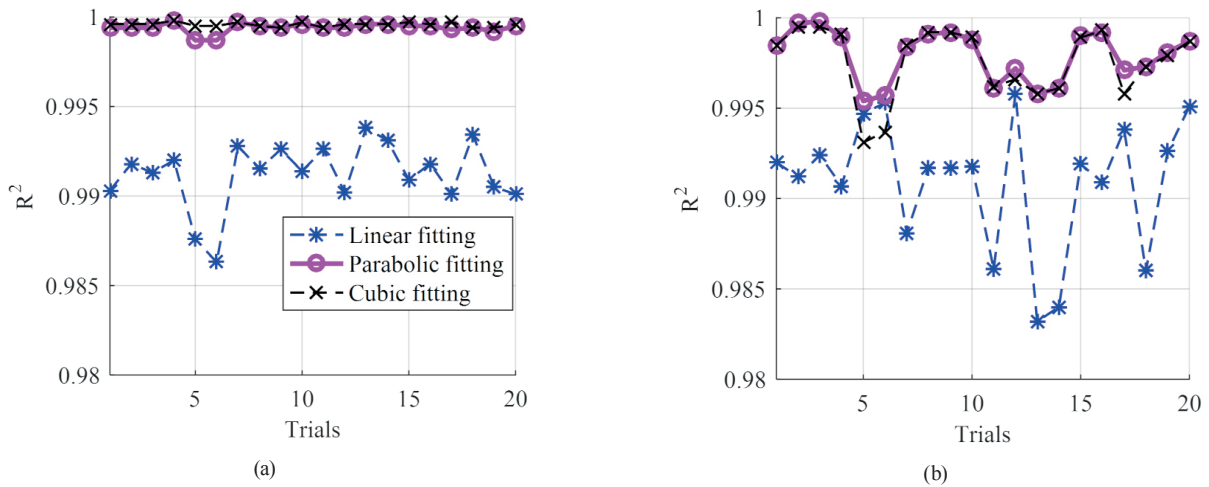 1
0.995
0.99
0.985
0.98
R²
5
10
15
20
Trials
Linear fitting
Parabolic fitting
Cubic fitting
(a)
1
0.995
0.99
0.985
0.98
R²
5
10
15
20
Trials
(b)